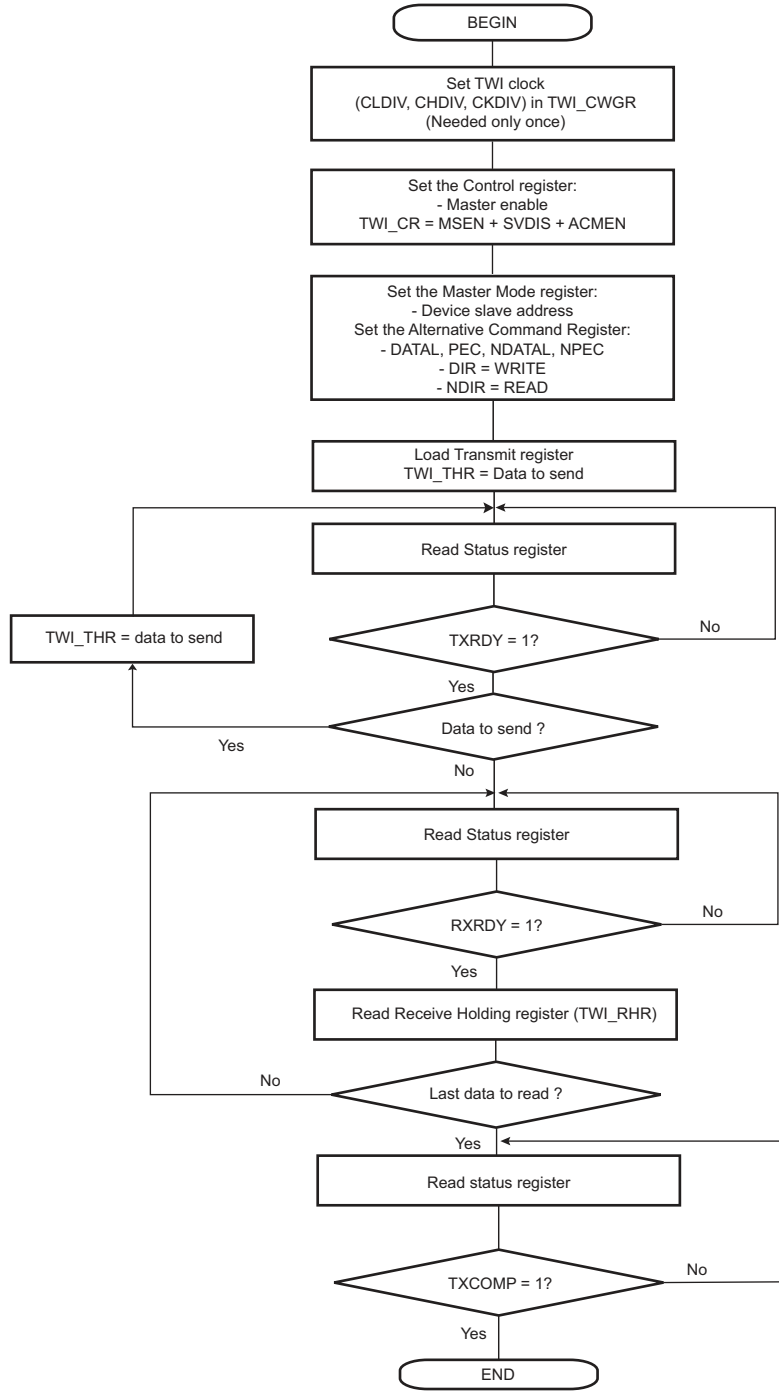 BEGIN
Set TWI clock
(CLDIV, CHDIV, CKDIV) in TWI_CWGR
(Needed only once)
Set the Control register:
- Master enable
TWI_CR = MSEN + SVDIS + ACMEN
Set the Master Mode register:
- Device slave address
Set the Alternative Command Register:
- DATAL, PEC, NDATAL, NPEC
- DIR = WRITE
- NDIR = READ
Load Transmit register
TWI_THR = Data to send
Read Status register
TWI_THR = data to send
TXRDY = 1?
No
Yes
Data to send ?
Yes
No
Read Status register
RXRDY = 1?
No
Yes
Read Receive Holding register (TWI_RHR)
No
Last data to read ?
Yes
Read status register
TXCOMP = 1?
No
Yes
END